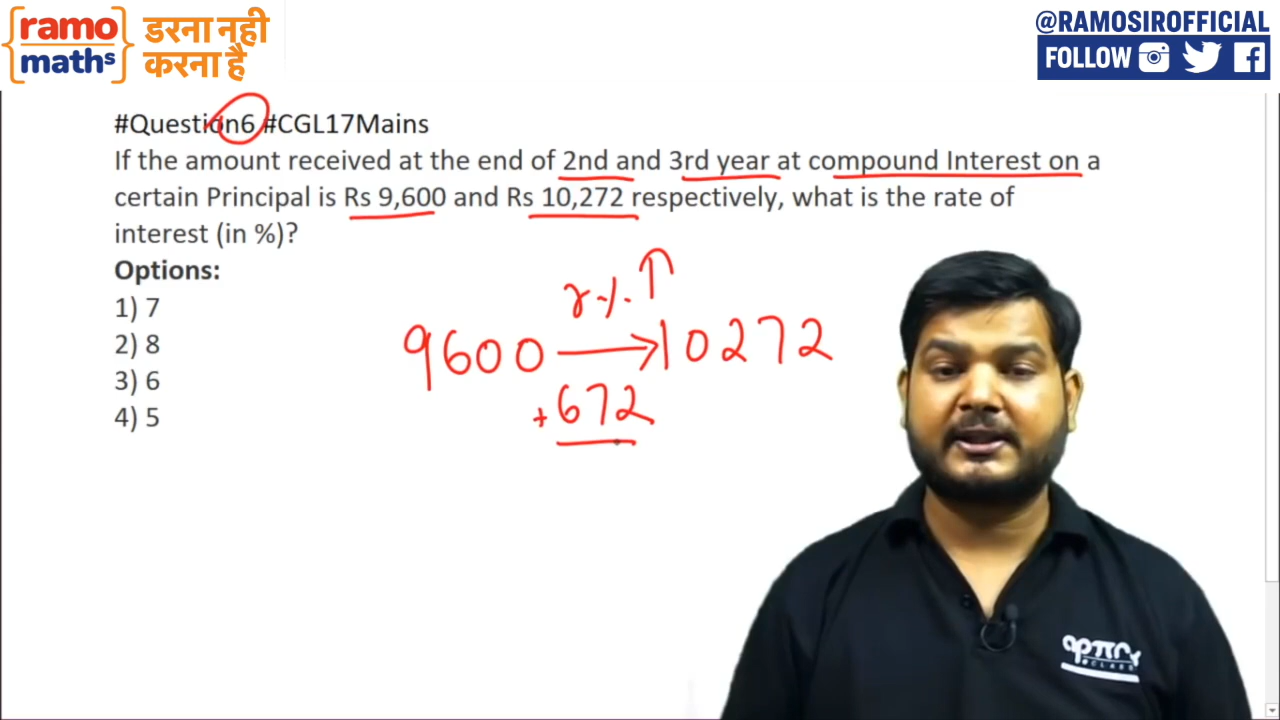 ramo
maths
डरना नही
करना है
@RAMOSIROFFICIAL
FOLLOW
#Question6 #CGL17Mains
If the amount received at the end of 2nd and 3rd year at compound Interest on a
certain Principal is Rs 9,600 and Rs 10,272 respectively, what is the rate of
interest (in %)?
Options:
1) 7
2) 8
3) 6
4) 5
r%↑
9600 → 10272
+672
CLASS